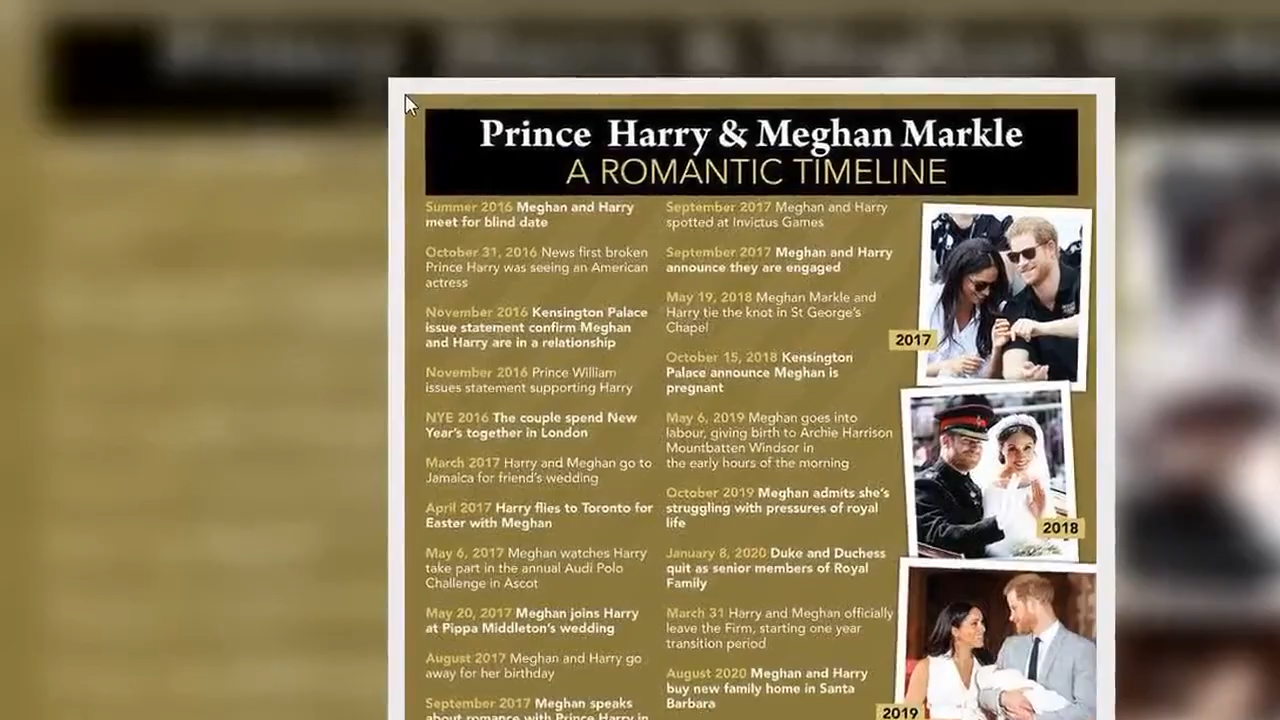 Prince Harry & Meghan Markle
A ROMANTIC TIMELINE
Summer 2016 Meghan and Harry
meet for blind date
October 31, 2016 News first broken
Prince Harry was seeing an American
actress
November 2016 Kensington Palace
issue statement confirm Meghan
and Harry are in a relationship
November 2016 Prince William
issues statement supporting Harry
NYE 2016 The couple spend New
Year's together in London
March 2017 Harry and Meghan go to
Jamaica for friend's wedding
April 2017 Harry flies to Toronto for
Easter with Meghan
May 6, 2017 Meghan watches Harry
take part in the annual Audi Polo
Challenge in Ascot
May 20, 2017 Meghan joins Harry
at Pippa Middleton's wedding
August 2017 Meghan and Harry go
away for her birthday
September 2017 Meghan speaks
about romance with Prince Harry in
September 2017 Meghan and Harry
spotted at Invictus Games
September 2017 Meghan and Harry
announce they are engaged
May 19, 2018 Meghan Markle and
Harry tie the knot in St George's
Chapel
October 15, 2018 Kensington
Palace announce Meghan is
pregnant
May 6, 2019 Meghan goes into
labour, giving birth to Archie Harrison
Mountbatten Windsor in
the early hours of the morning
October 2019 Meghan admits she's
struggling with pressures of royal
life
January 8, 2020 Duke and Duchess
quit as senior members of Royal
Family
March 31 Harry and Meghan officially
leave the Firm, starting one year
transition period
August 2020 Meghan and Harry
buy new family home in Santa
Barbara
2017
2018
2019